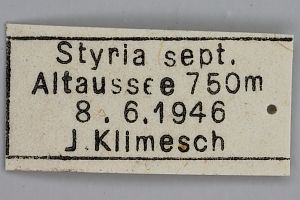 Styria sept.
Altaussee 750m
8.6.1946
J.Klimesch